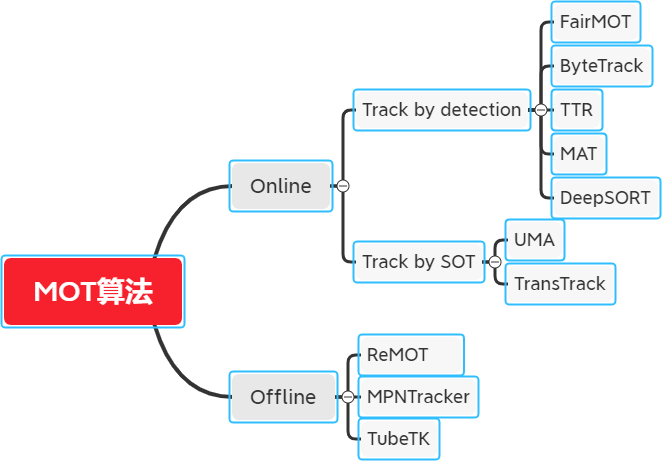 MOT算法
Online
Track by detection
FairMOT
ByteTrack
TTR
MAT
DeepSORT
Track by SOT
UMA
TransTrack
Offline
ReMOT
MPNTracker
TubeTK